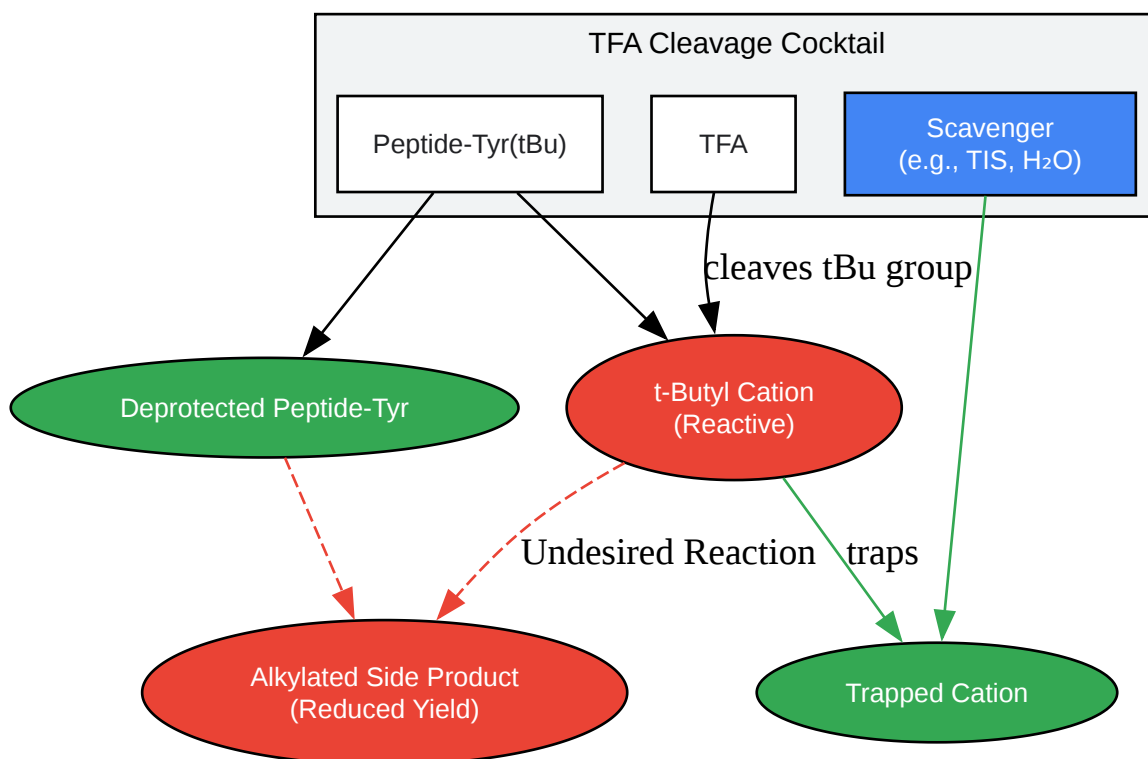 TFA Cleavage Cocktail
Peptide-Tyr(tBu)
TFA
Scavenger
(e.g., TIS, H₂O)
cleaves tBu group
Deprotected Peptide-Tyr
t-Butyl Cation
(Reactive)
Undesired Reaction
traps
Alkylated Side Product
(Reduced Yield)
Trapped Cation